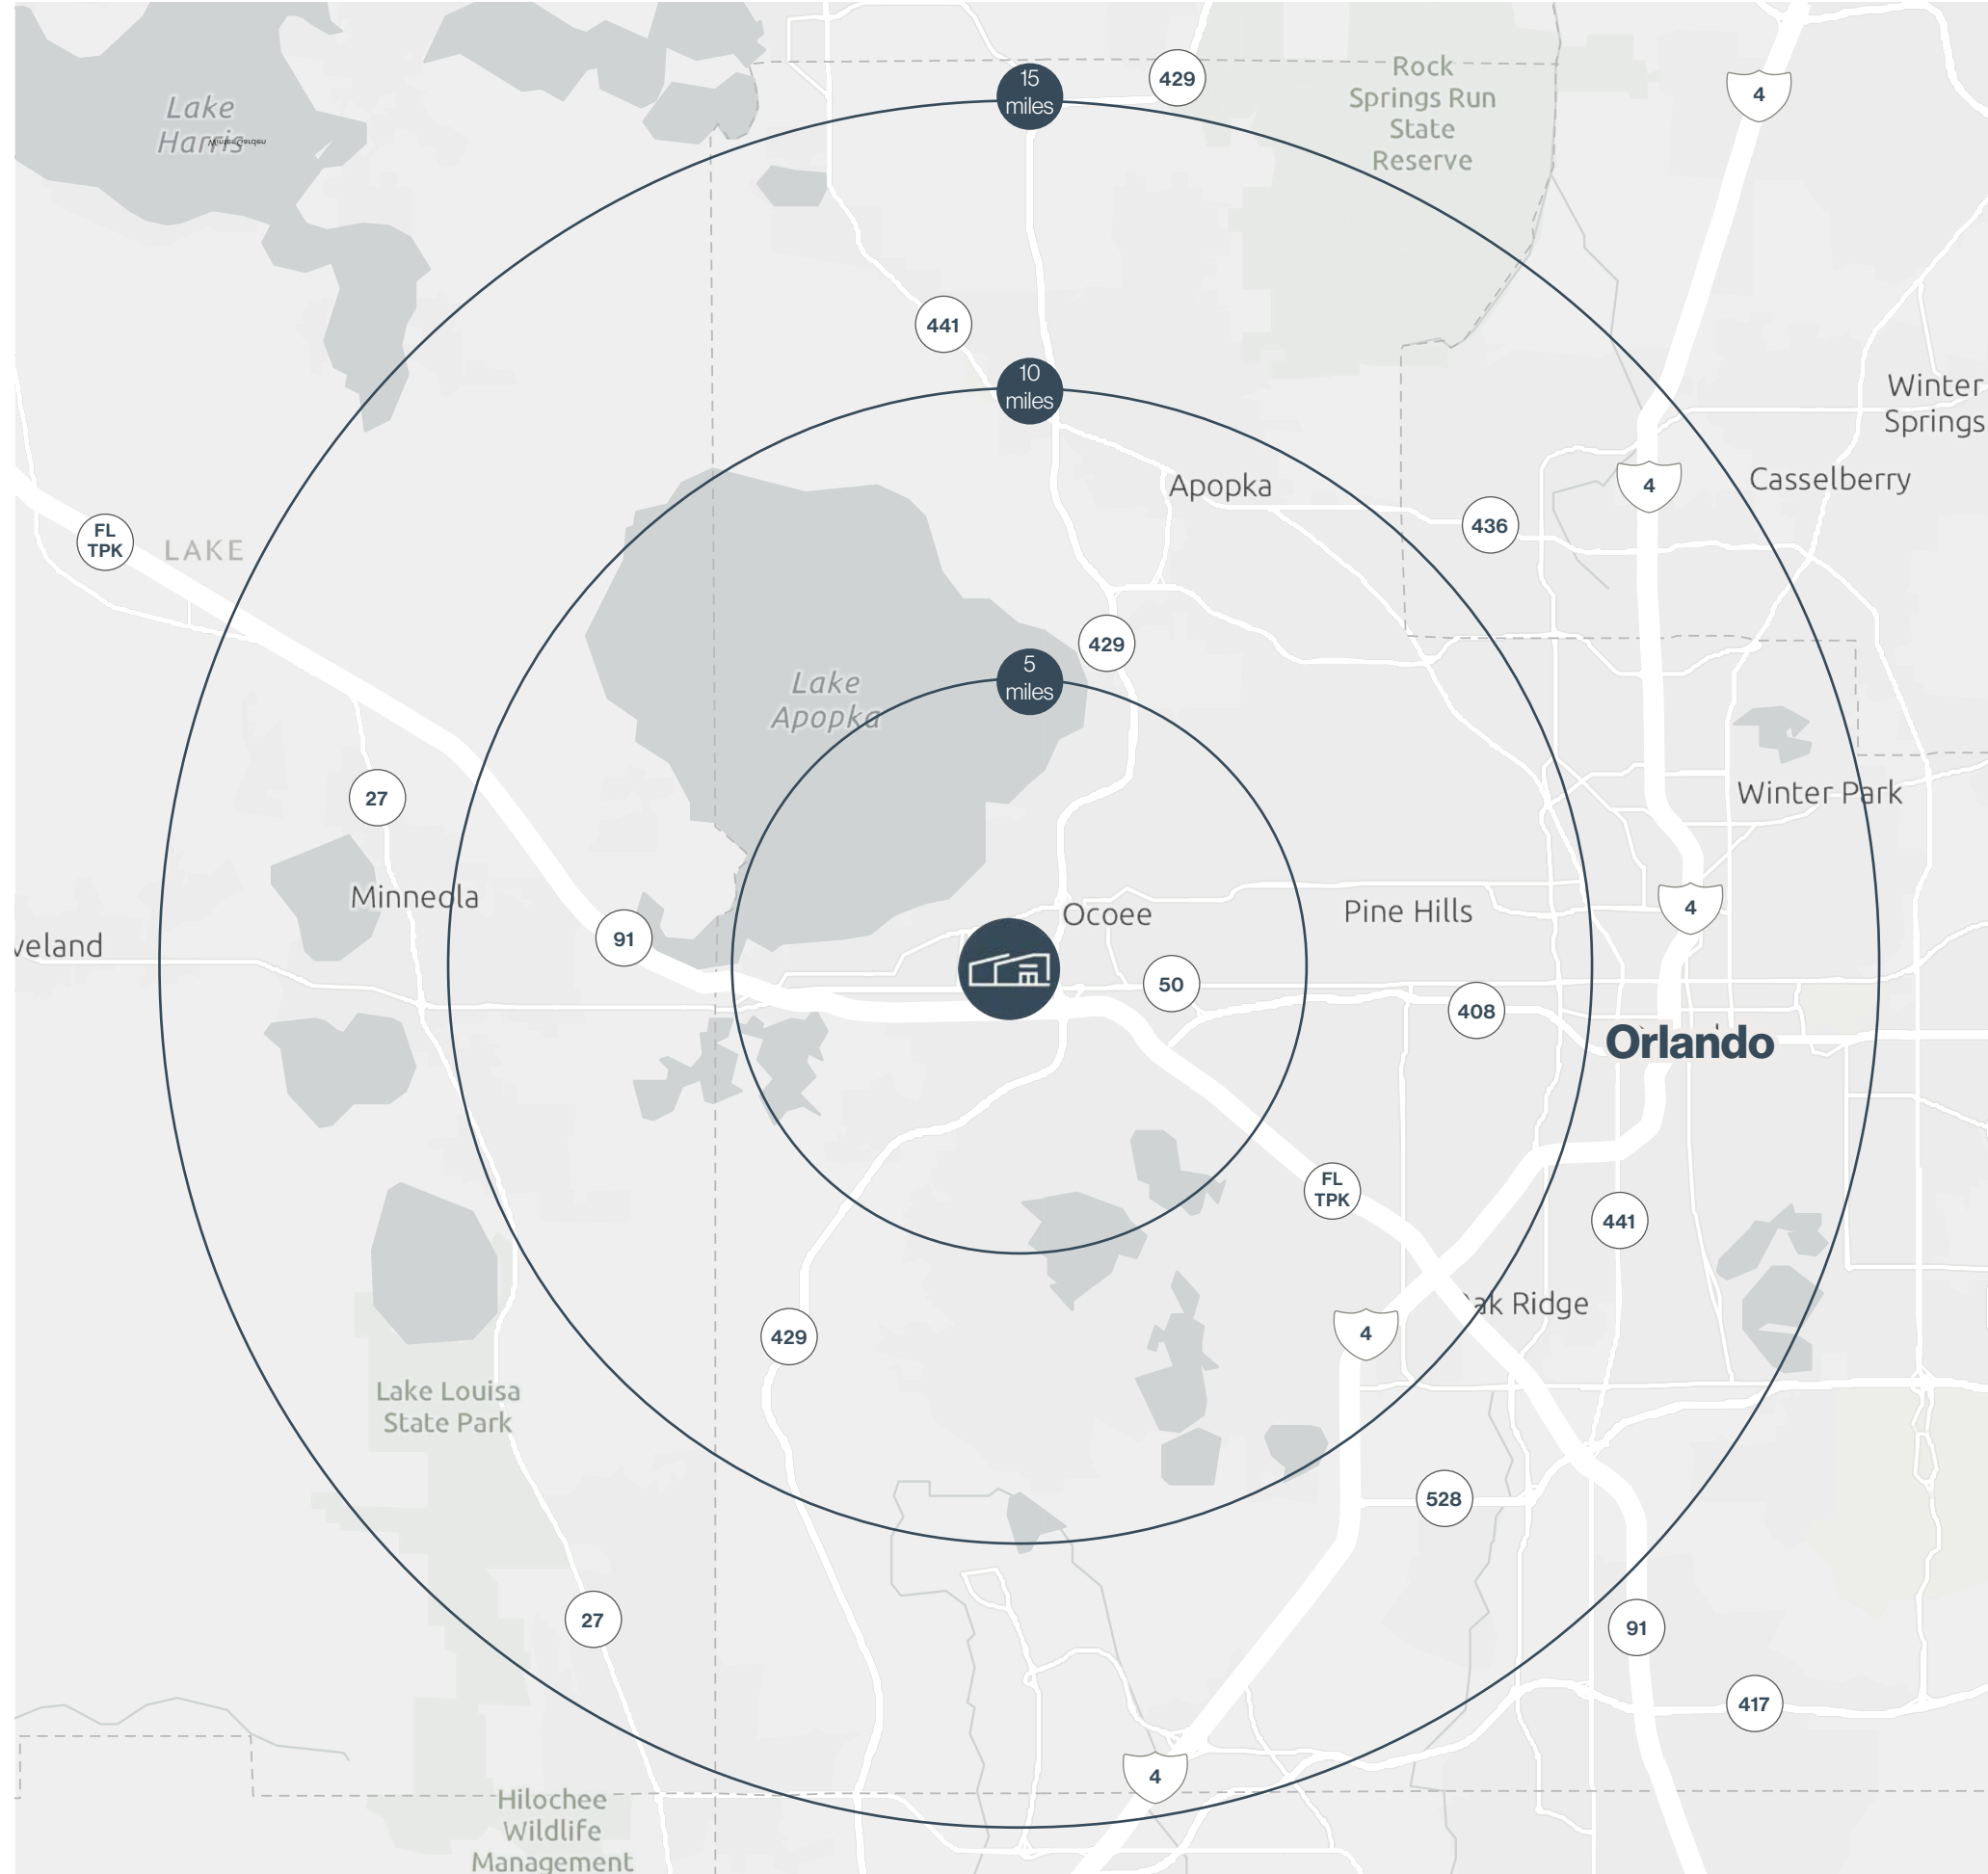 15
miles
429
Rock
Springs Run
State
Reserve
4
Lake
Harris
Winter Garden
441
10
miles
Winter
Springs
Apopka
4
Casselberry
436
FL
TPK
LAKE
429
5
miles
Lake
Apopka
27
Winter Park
Minneola
4
Ocoee
Pine Hills
91
veland
50
408
Orlando
FL
TPK
441
ak Ridge
4
429
Lake Louisa
State Park
528
27
91
417
4
Hilochee
Wildlife
Management